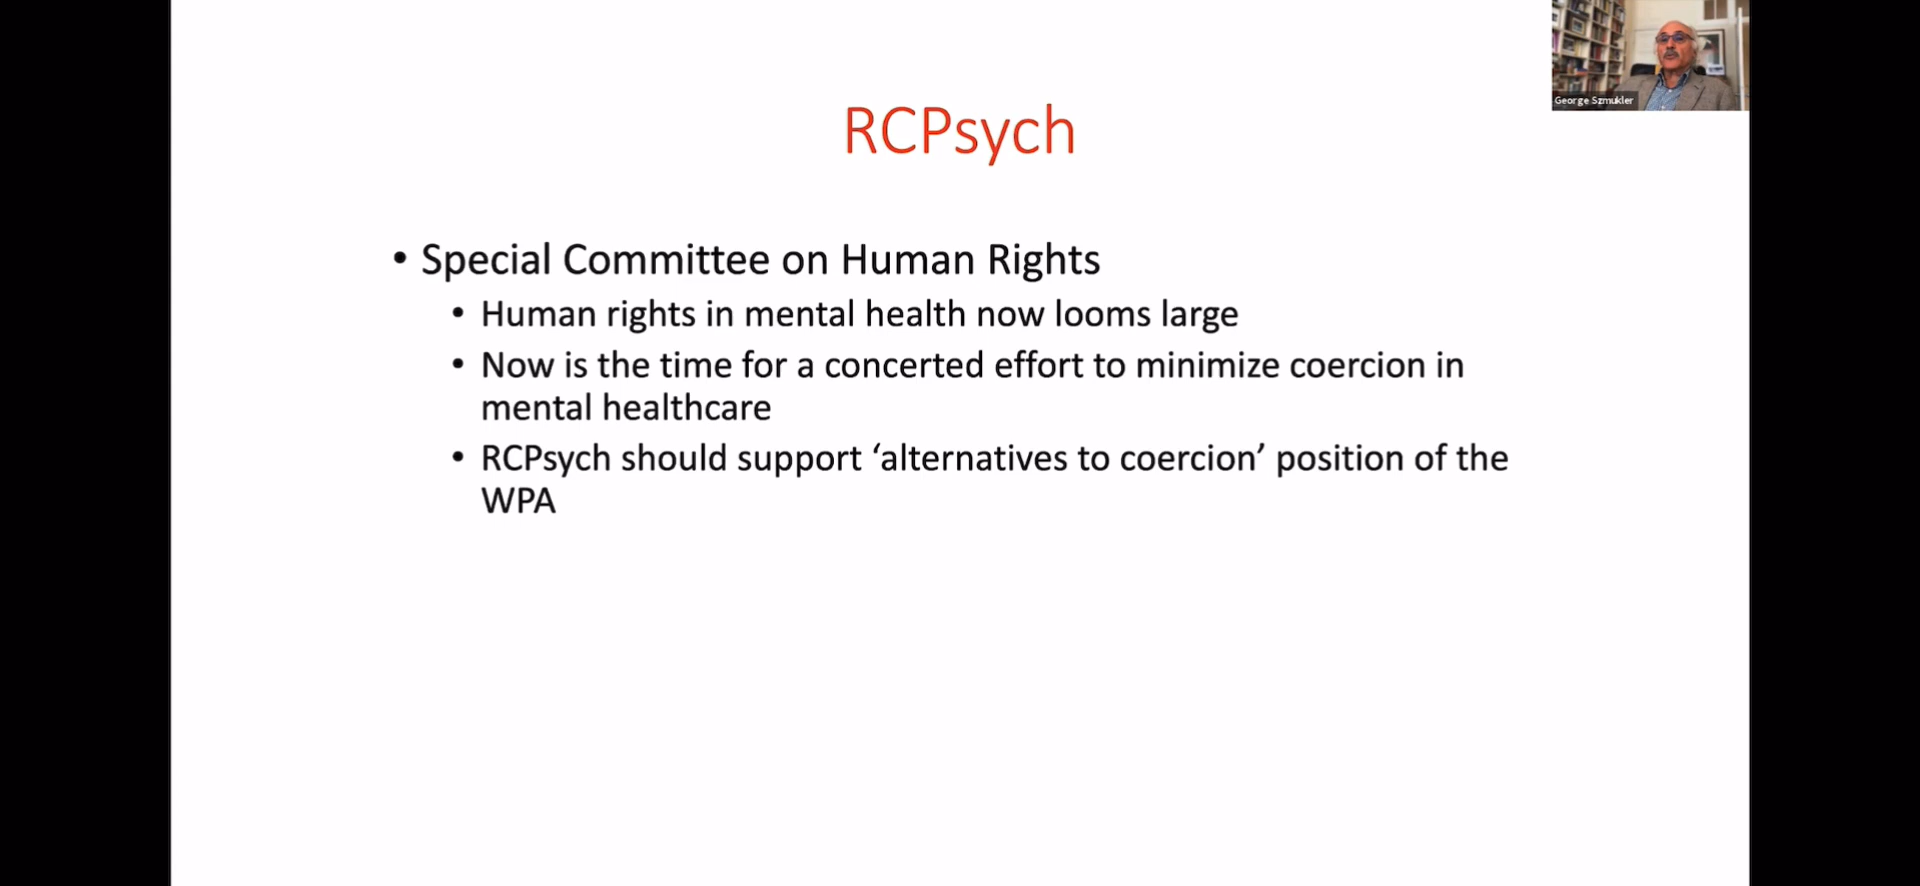 George Szmukler
RCPsych
• Special Committee on Human Rights
• Human rights in mental health now looms large
• Now is the time for a concerted effort to minimize coercion in
mental healthcare
• RCPsych should support ‘alternatives to coercion’ position of the
WPA